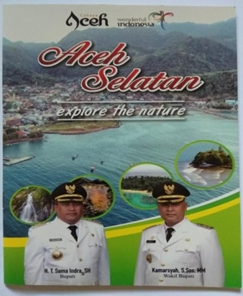 Aceh
wonderful
indonesia
Aceh
Selatan
explore the nature
H. T. Sama Indra, SH
Bupati
Kamarsyah, S.Sos. MM
Wakil Bupati